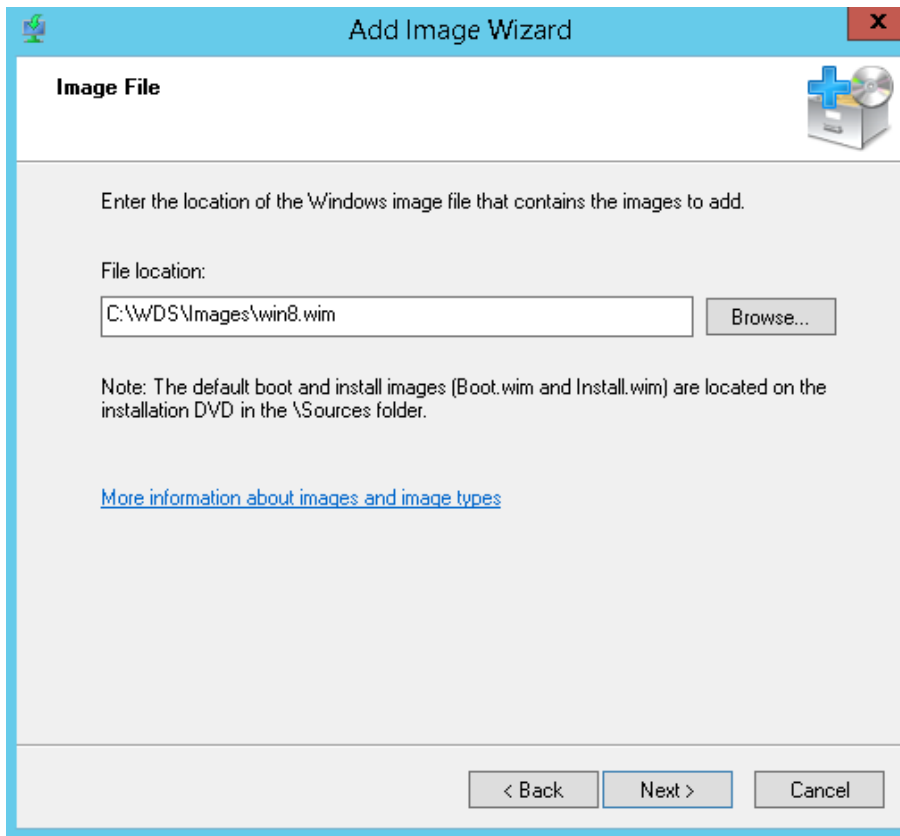 Add Image Wizard
x
Image File
Enter the location of the Windows image file that contains the images to add.
File location:
C:\WDS\Images\win8.wim
Browse...
Note: The default boot and install images (Boot.wim and Install.wim) are located on the
installation DVD in the \Sources folder.
More information about images and image types
< Back
Next >
Cancel